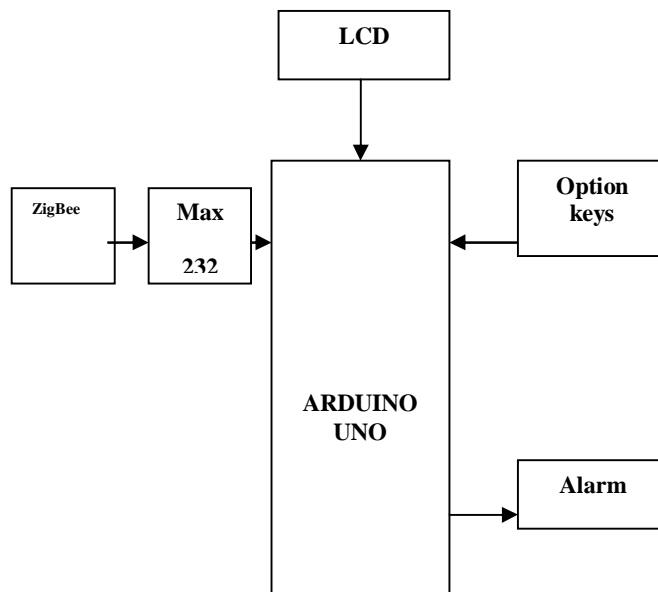 LCD
ZigBee
Max
232
Option
keys
ARDUINO
UNO
Alarm